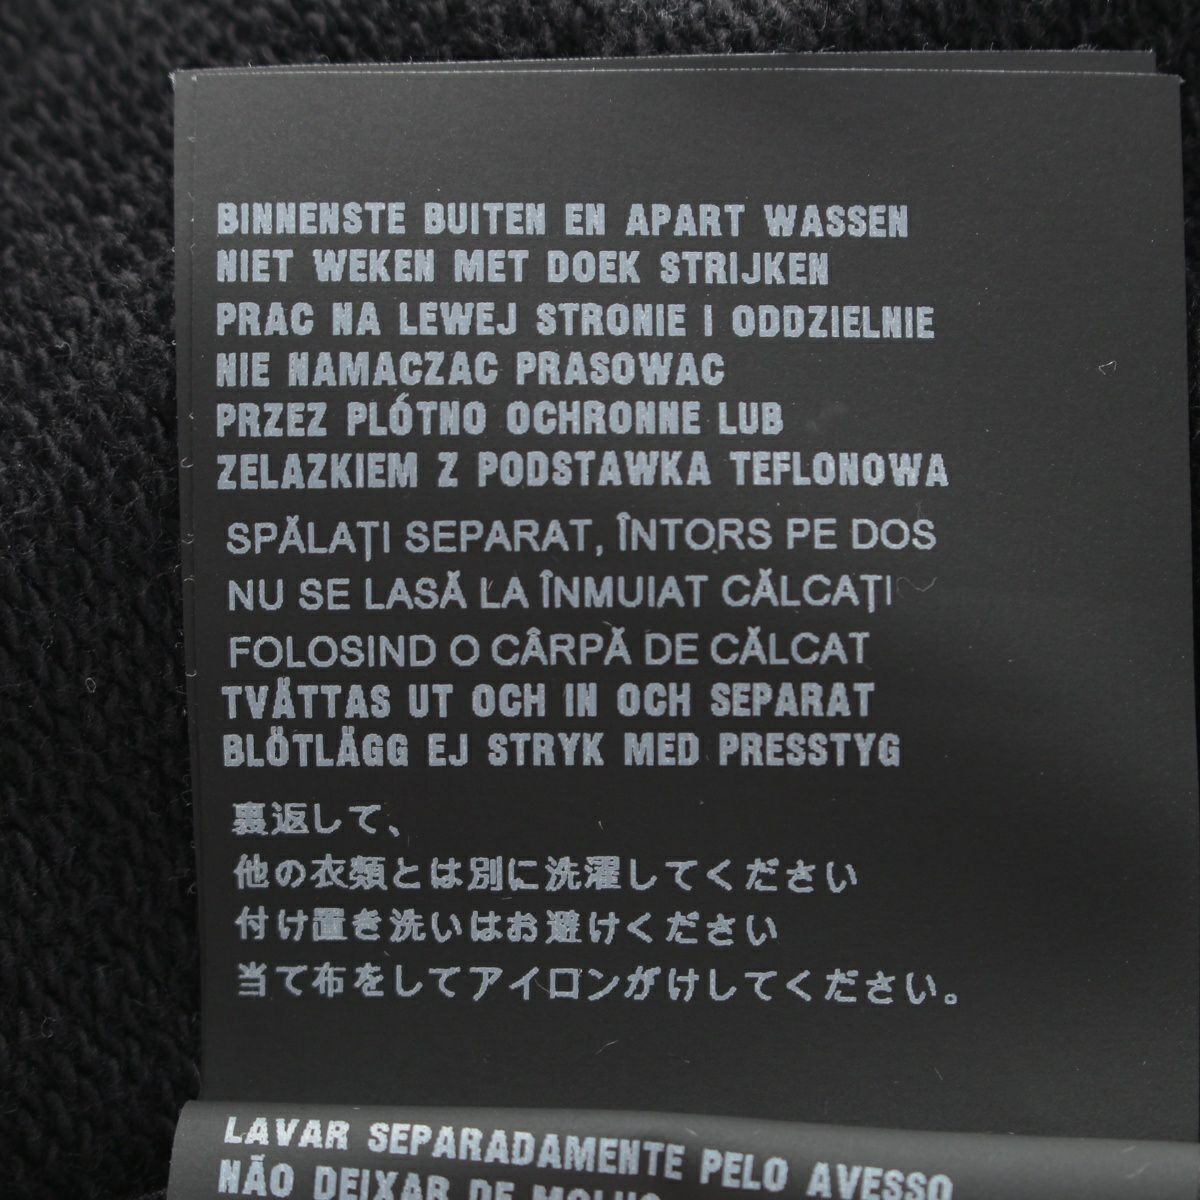 BINNENSTE BUITEN EN APART WASSEN
NIET WEKEN MET DOEK STRIJKEN
PRAC NA LEWEJ STRONIE I ODDZIELNIE
NIE NAMACZAC PRASOWAC
PRZEZ PLÓTNO OCHRONNE LUB
ZELAZKIEM Z PODSTAWKA TEFLONOWA
SPĂLAȚI SEPARAT, ÎNTORS PE DOS
NU SE LASĂ LA ÎNMUIAT CĂLCAȚI
FOLOSIND O CÂRPĂ DE CĂLCAT
TVÄTTAS UT OCH IN OCH SEPARAT
BLÖTLÄGG EJ STRYK MED PRESSTYG
裏返して、
他の衣類とは別に洗濯してください
付け置き洗いはお避けください
当て布をしてアイロンがけしてください。
LAVAR SEPARADAMENTE PELO AVESSO
NÃO DEIXAR DE MOLHO